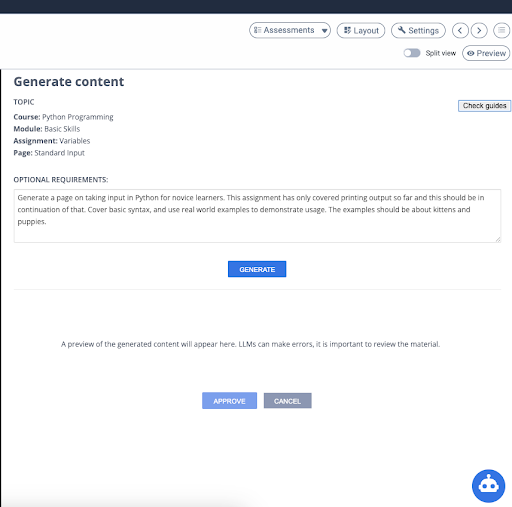 Assessments
Layout
Settings
Split view
Preview
Generate content
TOPIC
Check guides
Course: Python Programming
Module: Basic Skills
Assignment: Variables
Page: Standard Input
OPTIONAL REQUIREMENTS:
Generate a page on taking input in Python for novice learners. This assignment has only covered printing output so far and this should be in
continuation of that. Cover basic syntax, and use real world examples to demonstrate usage. The examples should be about kittens and
puppies.
GENERATE
A preview of the generated content will appear here. LLMs can make errors, it is important to review the material.
APPROVE
CANCEL